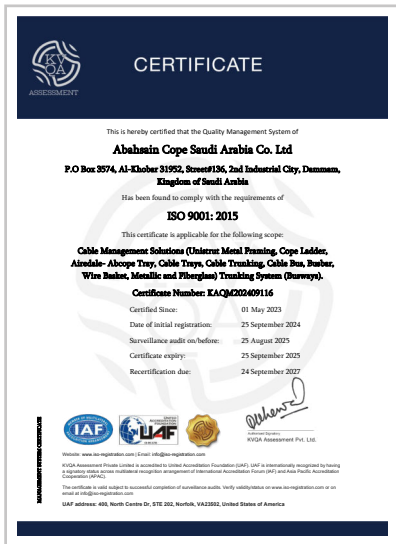 KV
QA
ASSESSMENT
CERTIFICATE
This is hereby certified that the Quality Management System of
Abahsain Cope Saudi Arabia Co. Ltd
P.O Box 3574, Al-Khobar 31952, Street#136, 2nd Industrial City, Dammam,
Kingdom of Saudi Arabia
Has been found to comply with the requirements of
ISO 9001: 2015
This certificate is applicable for the following scope:
Cable Management Solutions (Unistrut Metal Framing, Cope Ladder,
Airedale- Abcope Tray, Cable Trays, Cable Trunking, Cable Bus, Busbar,
Wire Basket, Metallic and Fiberglass) Trunking System (Busways).
Certificate Number: KAQM202409116
Certified Since: 01 May 2023
Date of initial registration: 25 September 2024
Surveillance audit on/before: 25 August 2025
Certificate expiry: 25 September 2025
Recertification due: 24 September 2027
Authorised Signatory
KVQA Assessment Pvt. Ltd.
IAF
UNITED
ACCREDITATION
FOUNDATION
UAF
MANAGEMENT SYSTEM CERTIFICATE
Website: www.iso-registration.com | Email: info@iso-registration.com
KVQA Assessment Private Limited is accredited to United Accreditation Foundation (UAF). UAF is internationally recognized by having
a signatory status across multilateral recognition arrangement of International Accreditation Forum (IAF) and Asia Pacific Accreditation
Cooperation (APAC).
The certificate is valid subject to successful completion of surveillance audits. Verify validity/status on www.iso-registration.com or on
email at info@iso-registration.com
UAF address: 400, North Centre Dr, STE 202, Norfolk, VA23502, United States of America